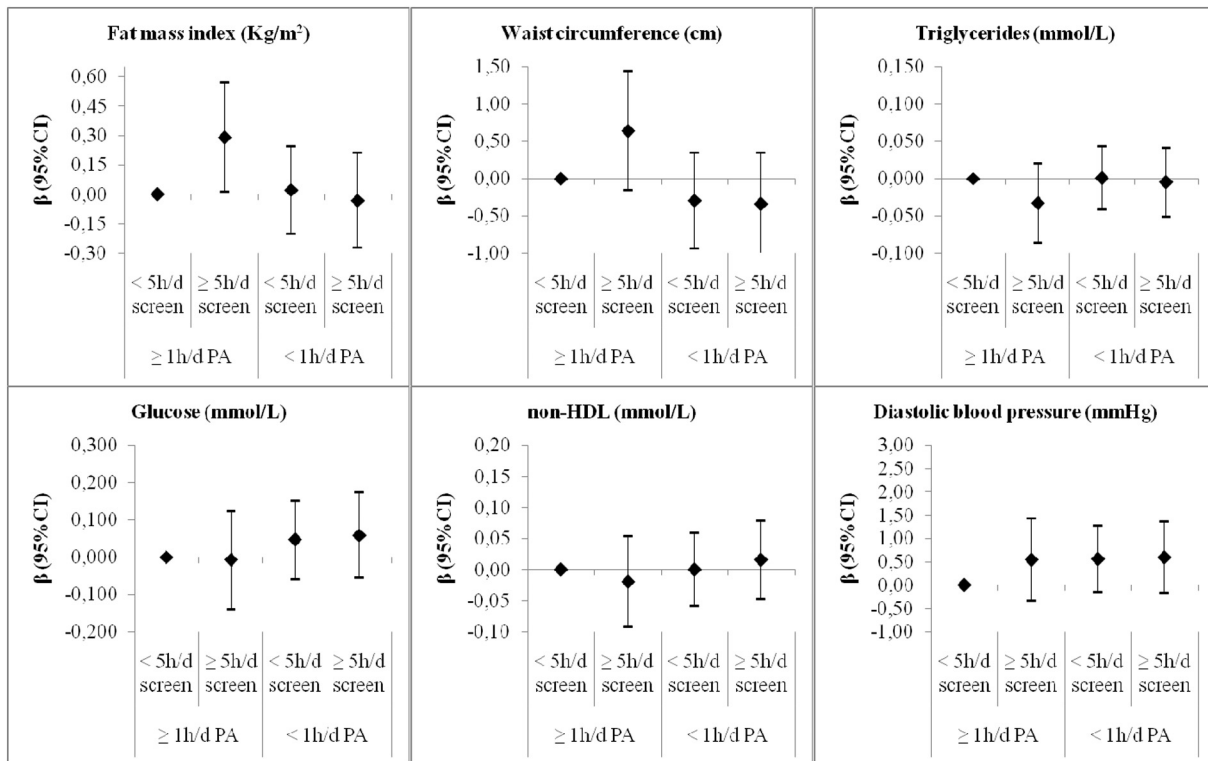 Fat mass index (Kg/m²)
β (95%CI)
0,60
0,45
0,30
0,15
0,00
-0,15
-0,30
< 5h/d ≥ 5h/d < 5h/d ≥ 5h/d
screen screen screen screen
≥ 1h/d PA < 1h/d PA
Waist circumference (cm)
β (95%CI)
1,50
1,00
0,50
0,00
-0,50
-1,00
< 5h/d ≥ 5h/d < 5h/d ≥ 5h/d
screen screen screen screen
≥ 1h/d PA < 1h/d PA
Triglycerides (mmol/L)
β (95%CI)
0,150
0,100
0,050
0,000
-0,050
-0,100
< 5h/d ≥ 5h/d < 5h/d ≥ 5h/d
screen screen screen screen
≥ 1h/d PA < 1h/d PA
Glucose (mmol/L)
β (95%CI)
0,300
0,200
0,100
0,000
-0,100
-0,200
< 5h/d ≥ 5h/d < 5h/d ≥ 5h/d
screen screen screen screen
≥ 1h/d PA < 1h/d PA
non-HDL (mmol/L)
β (95%CI)
0,20
0,15
0,10
0,05
0,00
-0,05
-0,10
< 5h/d ≥ 5h/d < 5h/d ≥ 5h/d
screen screen screen screen
≥ 1h/d PA < 1h/d PA
Diastolic blood pressure (mmHg)
β (95%CI)
3,00
2,50
2,00
1,50
1,00
0,50
0,00
-0,50
-1,00
< 5h/d ≥ 5h/d < 5h/d ≥ 5h/d
screen screen screen screen
≥ 1h/d PA < 1h/d PA